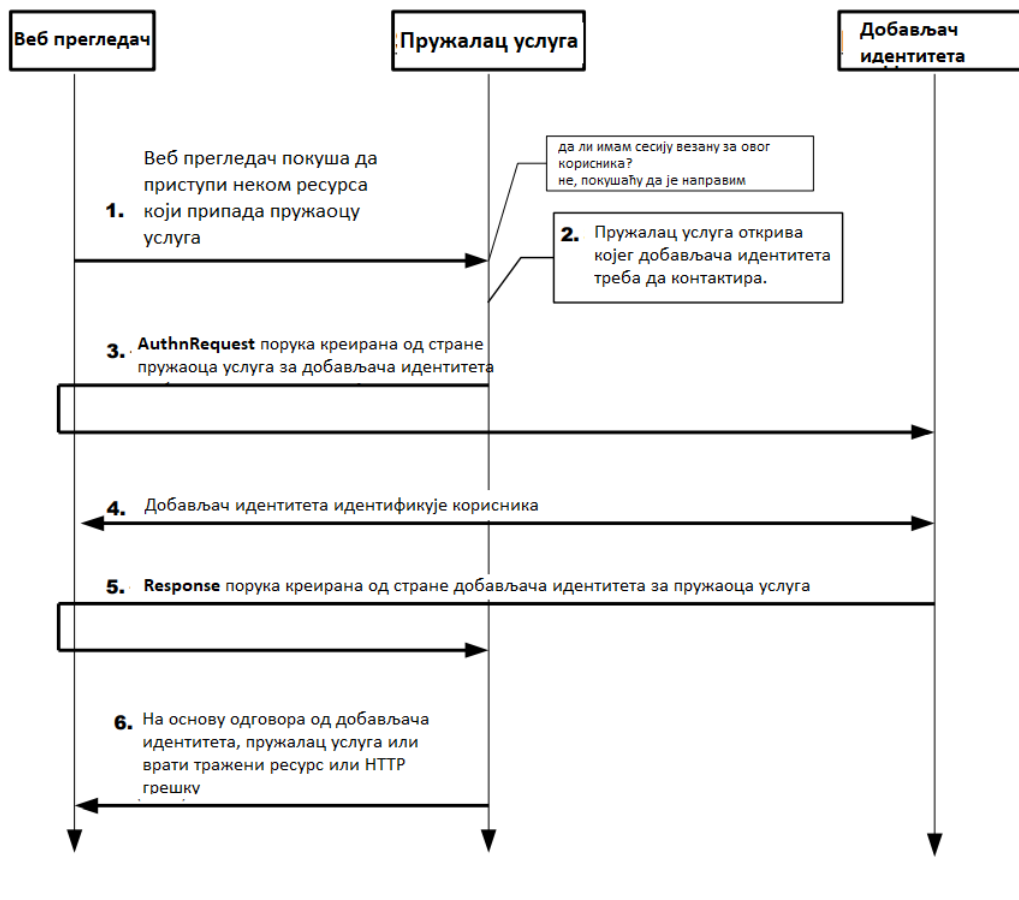 Веб прегледач
Пружалац услуга
Добављач
идентитета
да ли имам сесију везану за овог
корисника?
не, покушаћу да је направим
Веб прегледач покуша да
приступи неком ресурса
1. који припада пружаоцу
услуга
2. Пружалац услуга открива
којег добављача идентитета
треба да контактира.
3. AuthnRequest порука креирана од стране
пружаоца услуга за добављача идентитета
4. Добављач идентитета идентификује корисника
5. Response порука креирана од стране добављача идентитета за пружаоца услуга
6. На основу одговора од добављача
идентитета, пружалац услуга или
врати тражени ресурс или HTTP
грешку